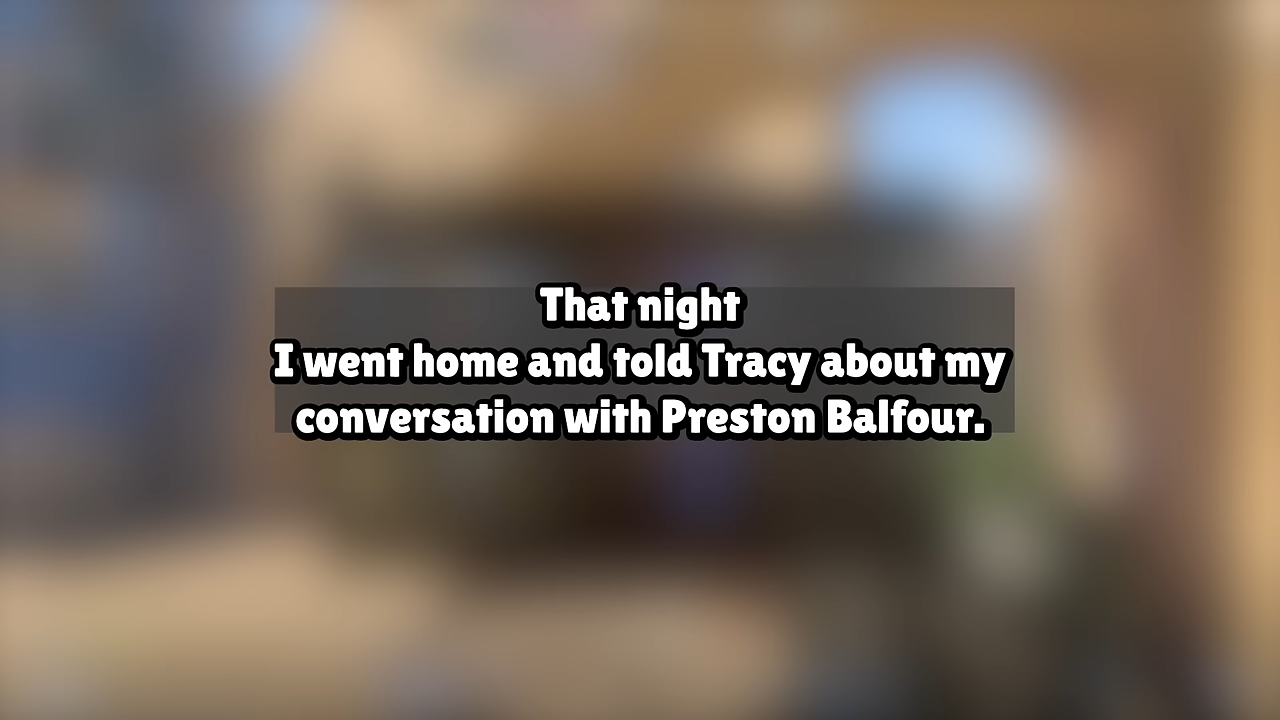 That night
I went home and told Tracy about my
conversation with Preston Balfour.